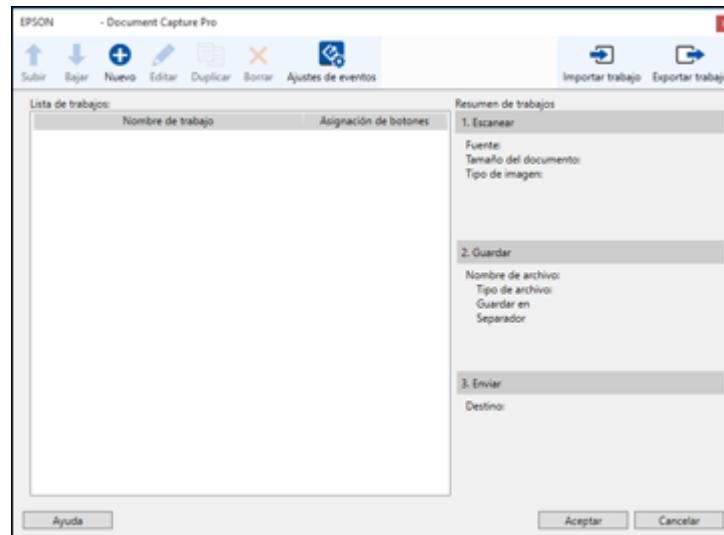 EPSON - Document Capture Pro
Subir Bajar Nuevo Editar Duplicar Borrar Ajustes de eventos Importar trabajo Exportar trabajo
Lista de trabajos:
Nombre de trabajo Asignación de botones
Resumen de trabajos
1. Escanear
Fuente:
Tamaño del documento:
Tipo de imagen:
2. Guardar
Nombre de archivo:
Tipo de archivo:
Guardar en
Separador
3. Enviar
Destino:
Ayuda Aceptar Cancelar